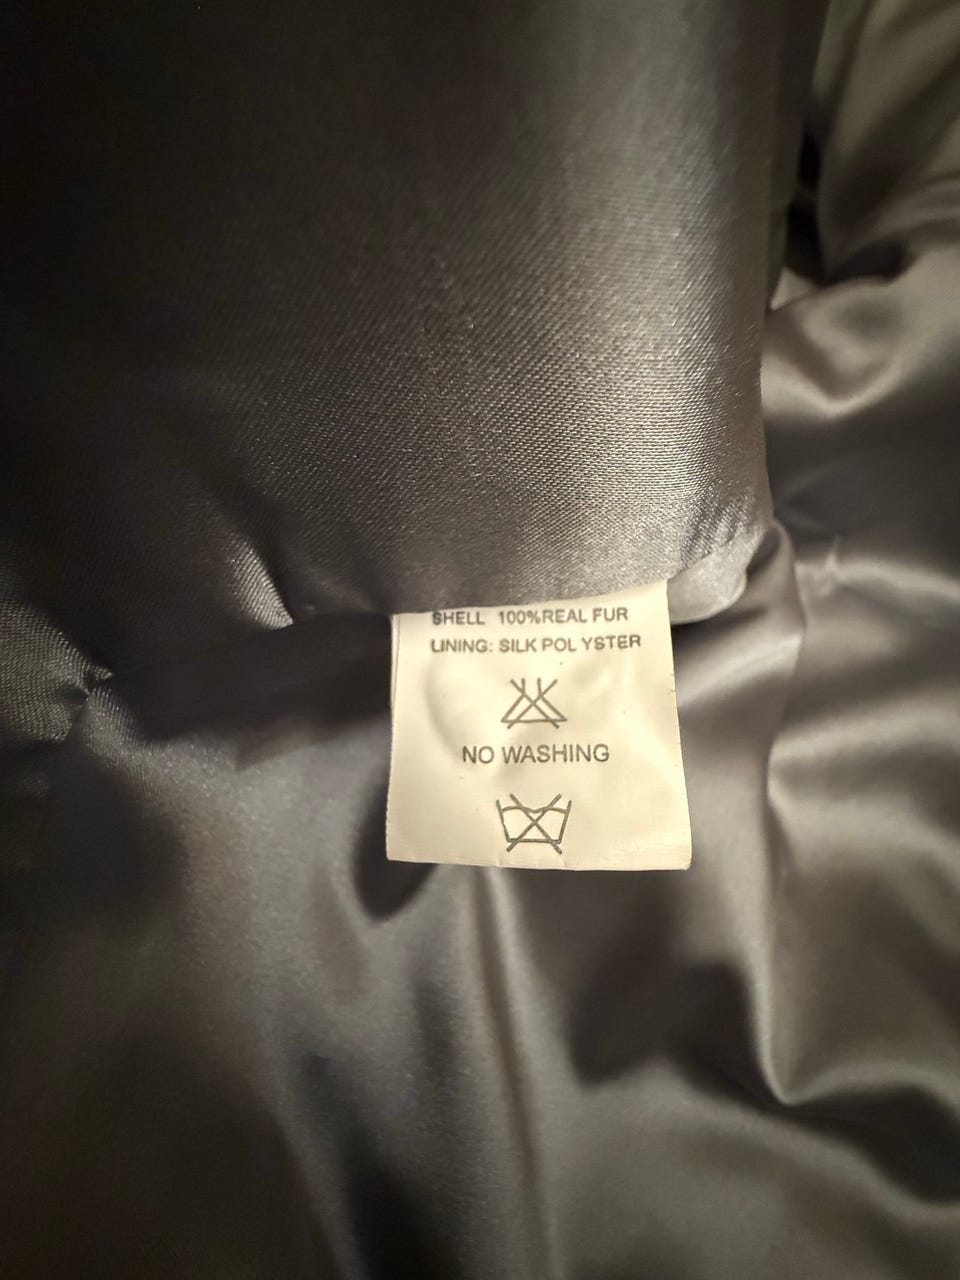 SHELL 100%REAL FUR
LINING: SILK POLYSTER
NO WASHING